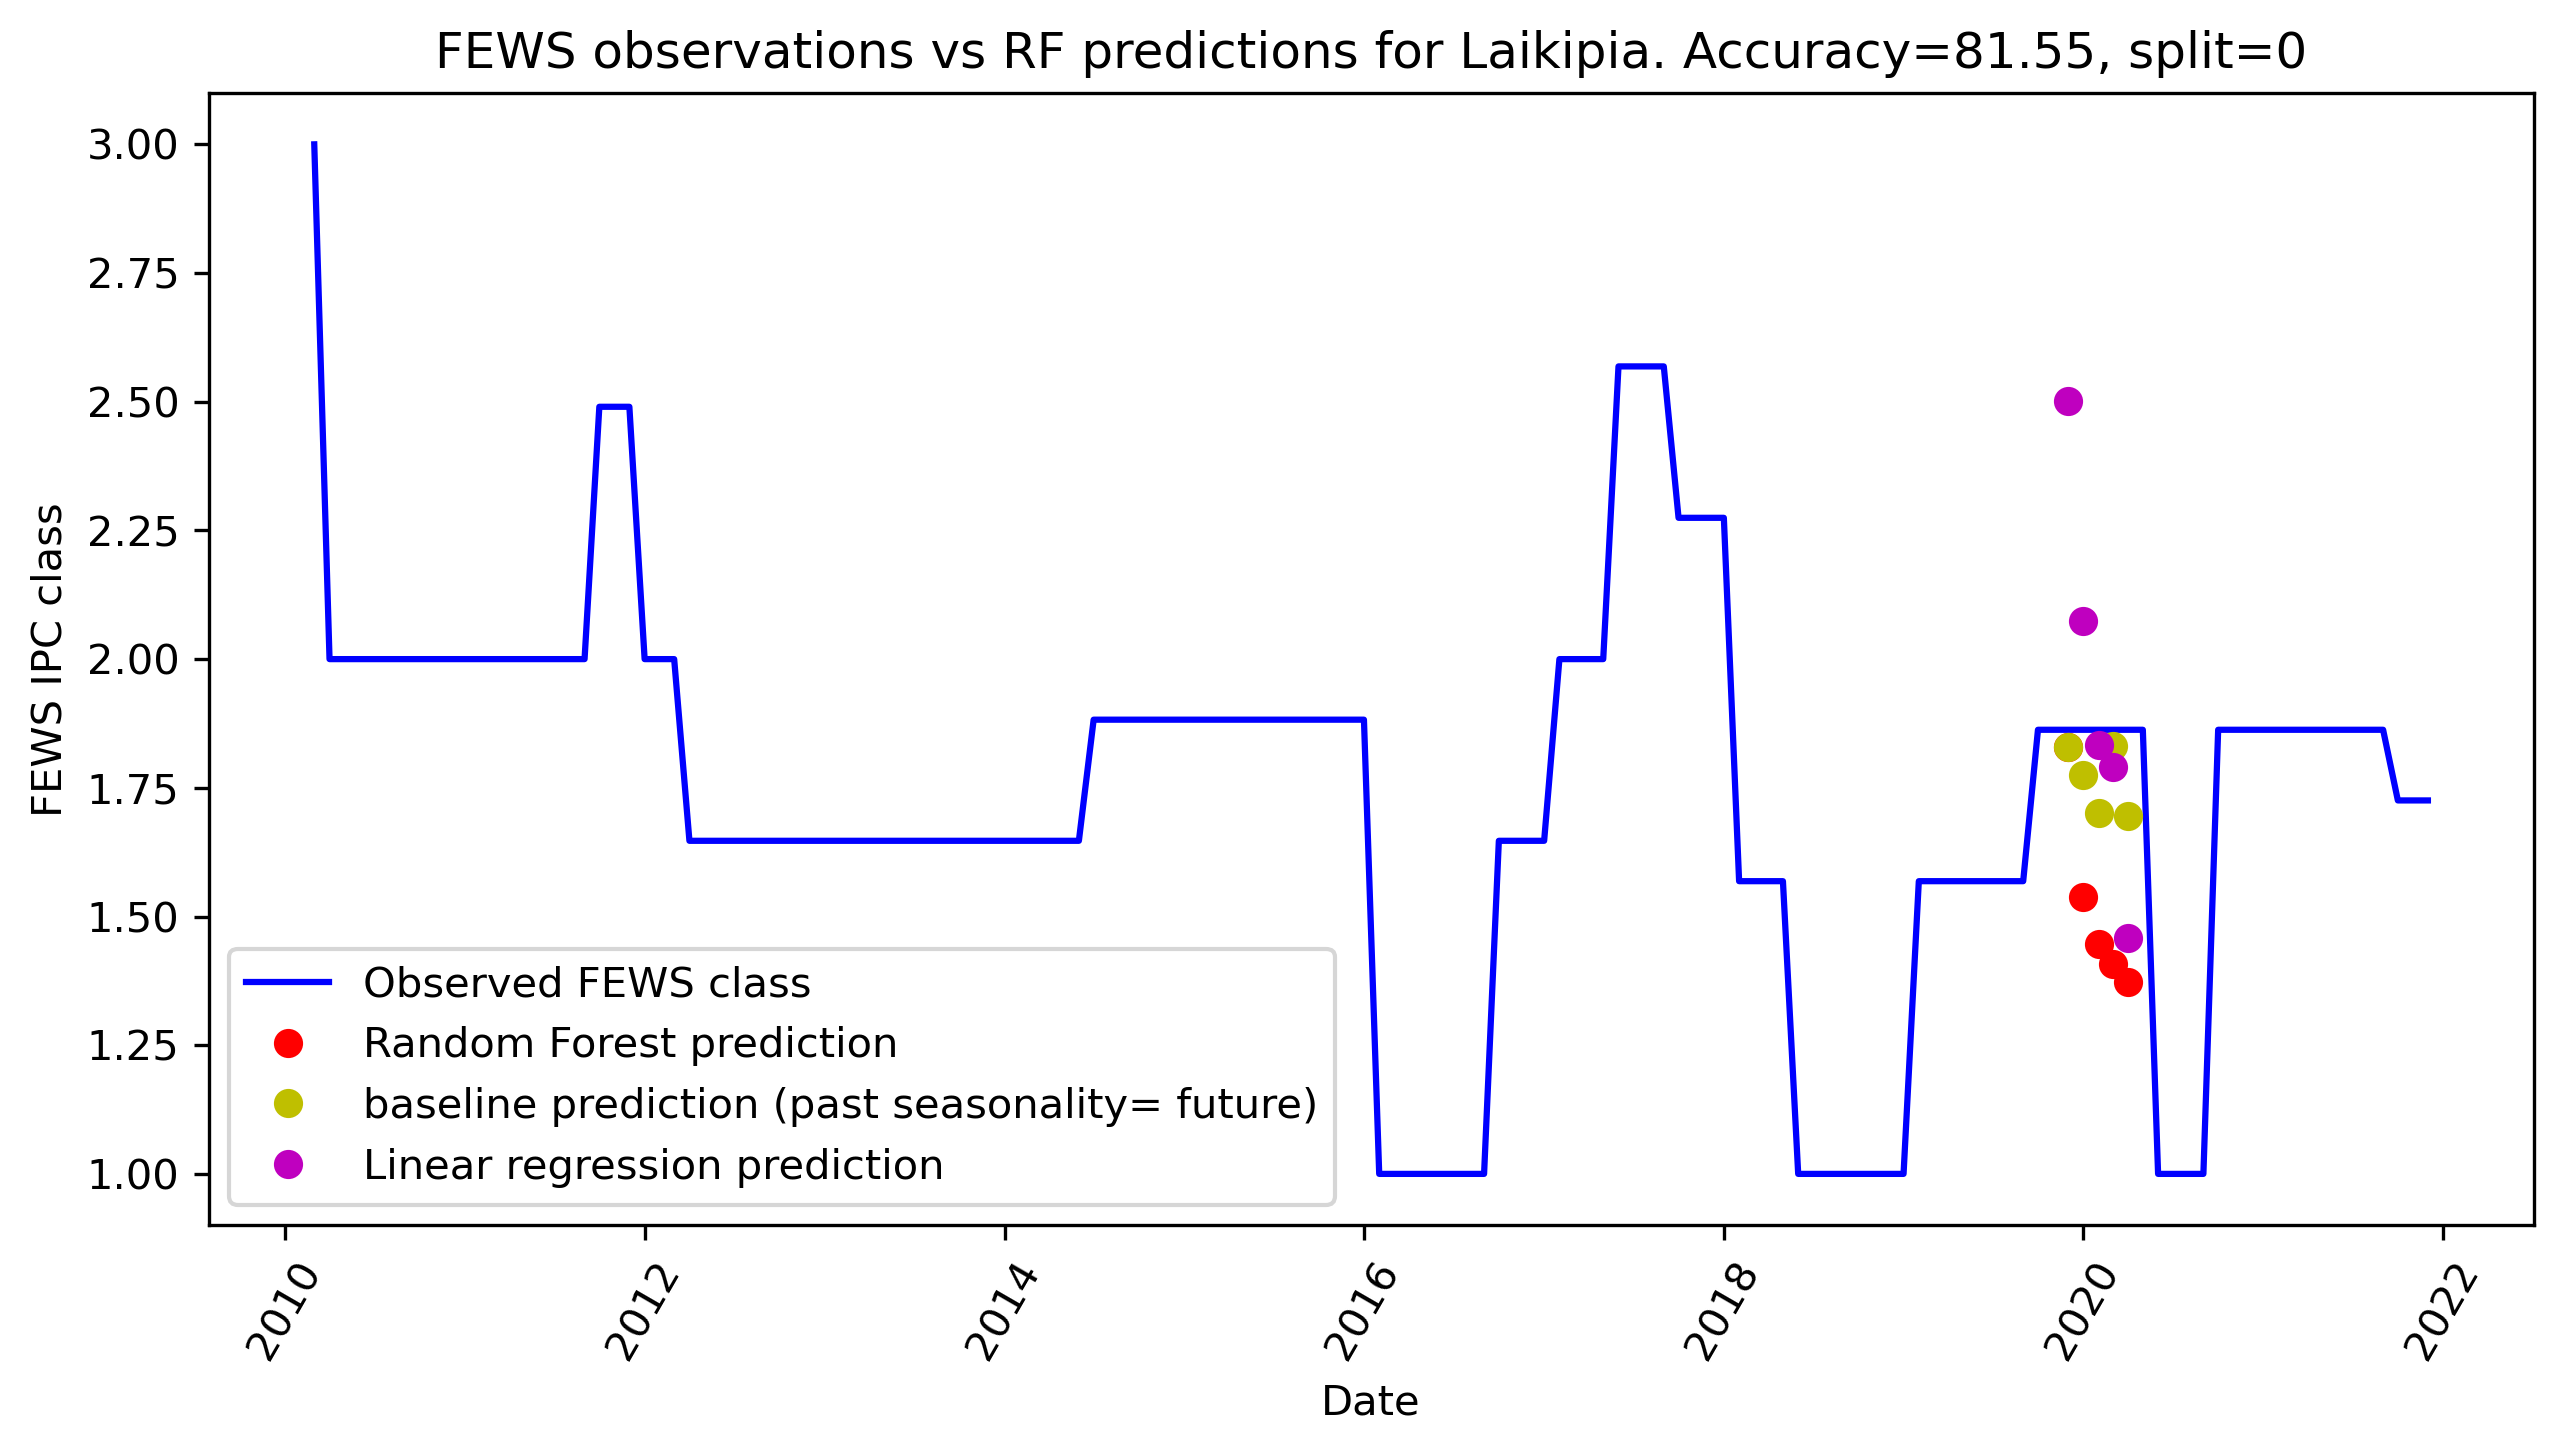 FEWS observations vs RF predictions for Laikipia. Accuracy=81.55, split=0
FEWS IPC class
3.00
2.75
2.50
2.25
2.00
1.75
1.50
1.25
1.00
Observed FEWS class
Random Forest prediction
baseline prediction (past seasonality= future)
Linear regression prediction
2010
2012
2014
2016
2018
2020
2022
Date